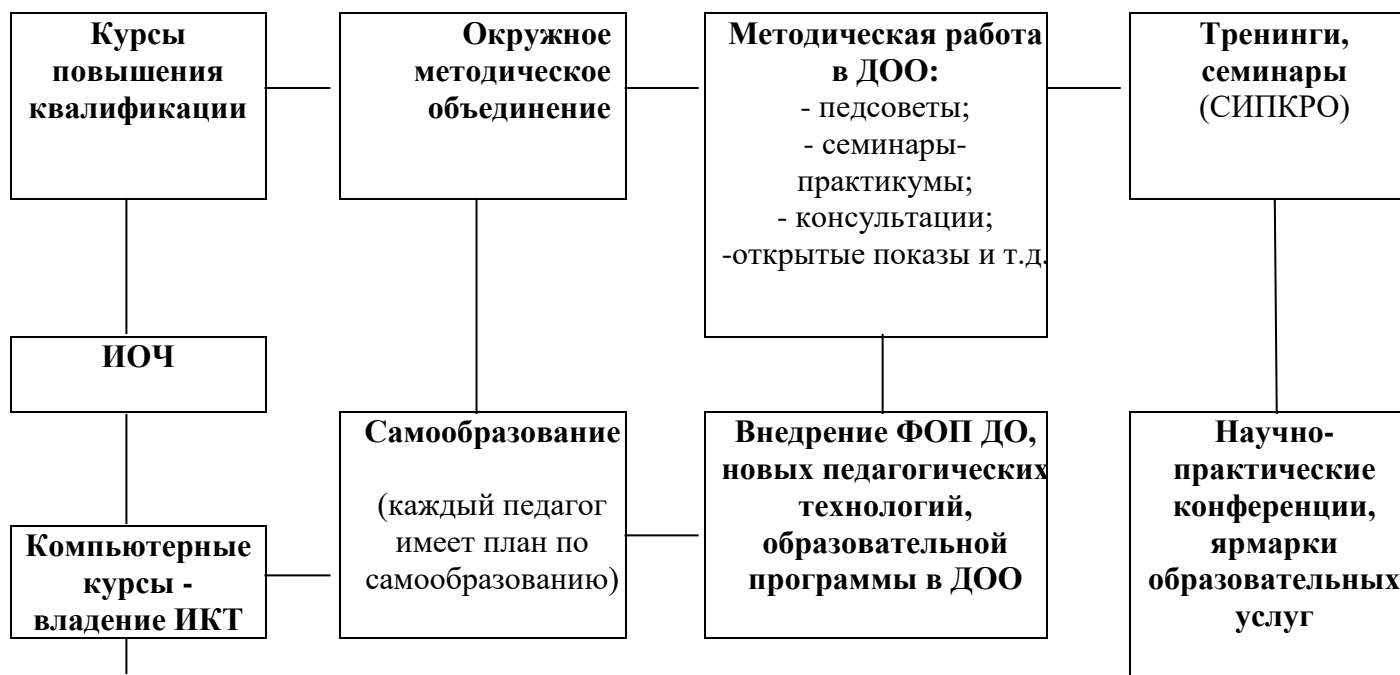 Курсы
повышения
квалификации
Окружное
методическое
объединение
Методическая работа
в ДОО:
- педсоветы;
- семинары-
практикумы;
- консультации;
-открытые показы и т.д.
Тренинги,
семинары
(СИПКРО)
ИОЧ
Самообразование
(каждый педагог
имеет план по
самообразованию)
Внедрение ФОП ДО,
новых педагогических
технологий,
образовательной
программы в ДОО
Научно-
практические
конференции,
ярмарки
образовательных
услуг
Компьютерные
курсы -
владение ИКТ